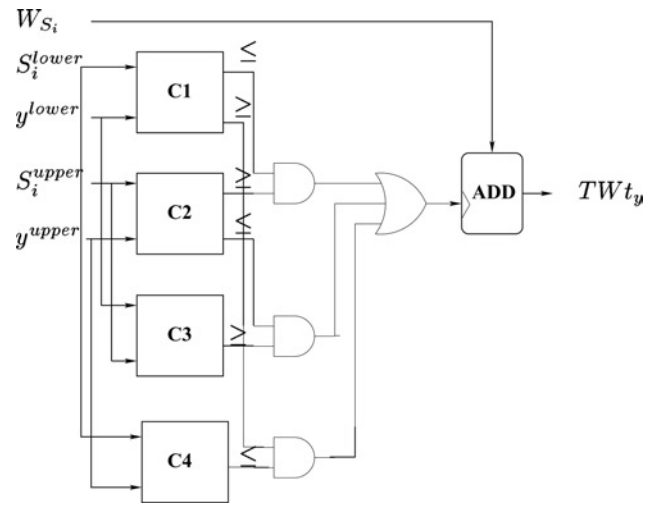 W_{S_i}
≤
S_i^{lower}
C1
≥
y^{lower}
S_i^{upper}
≥
C2
ADD
TWt_y
≤
y^{upper}
C3
≥
C4
≤